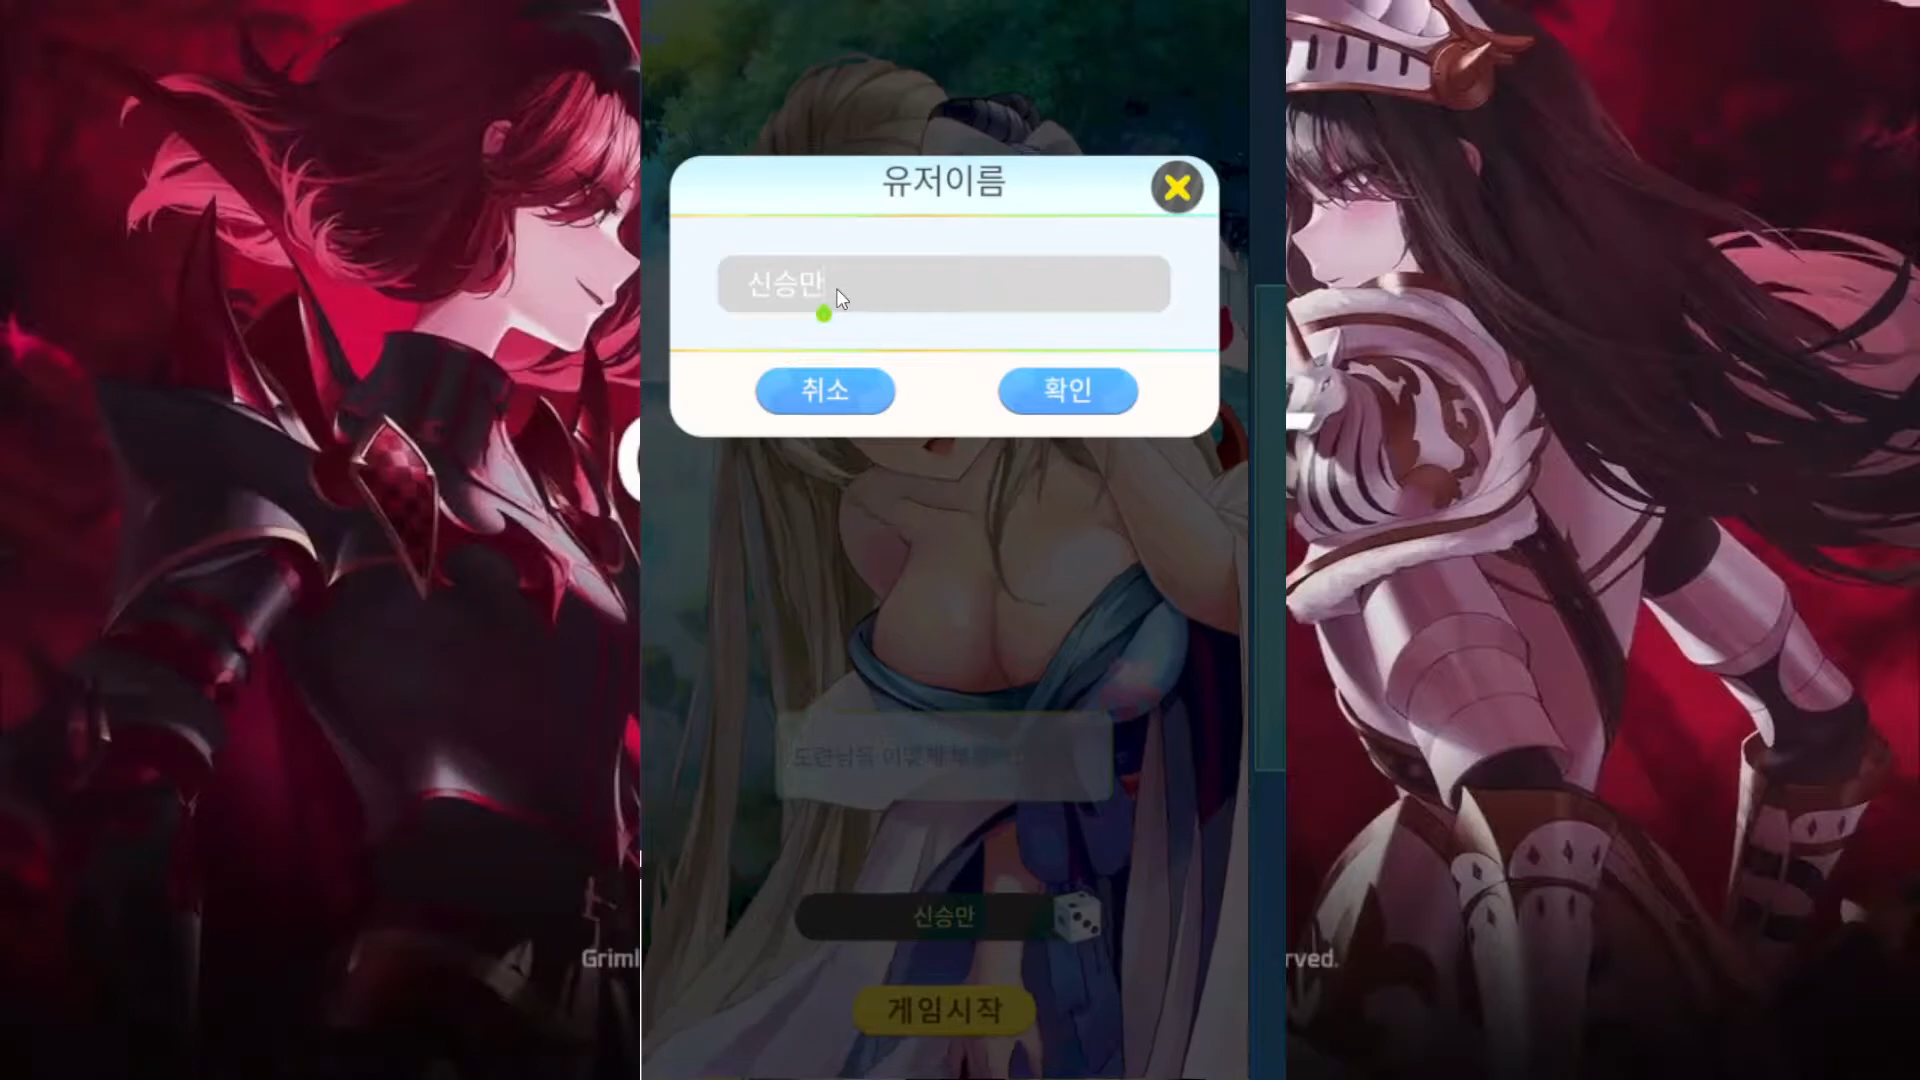 유저이름
신승만
취소
확인
신승만
게임시작
Griml
rved.